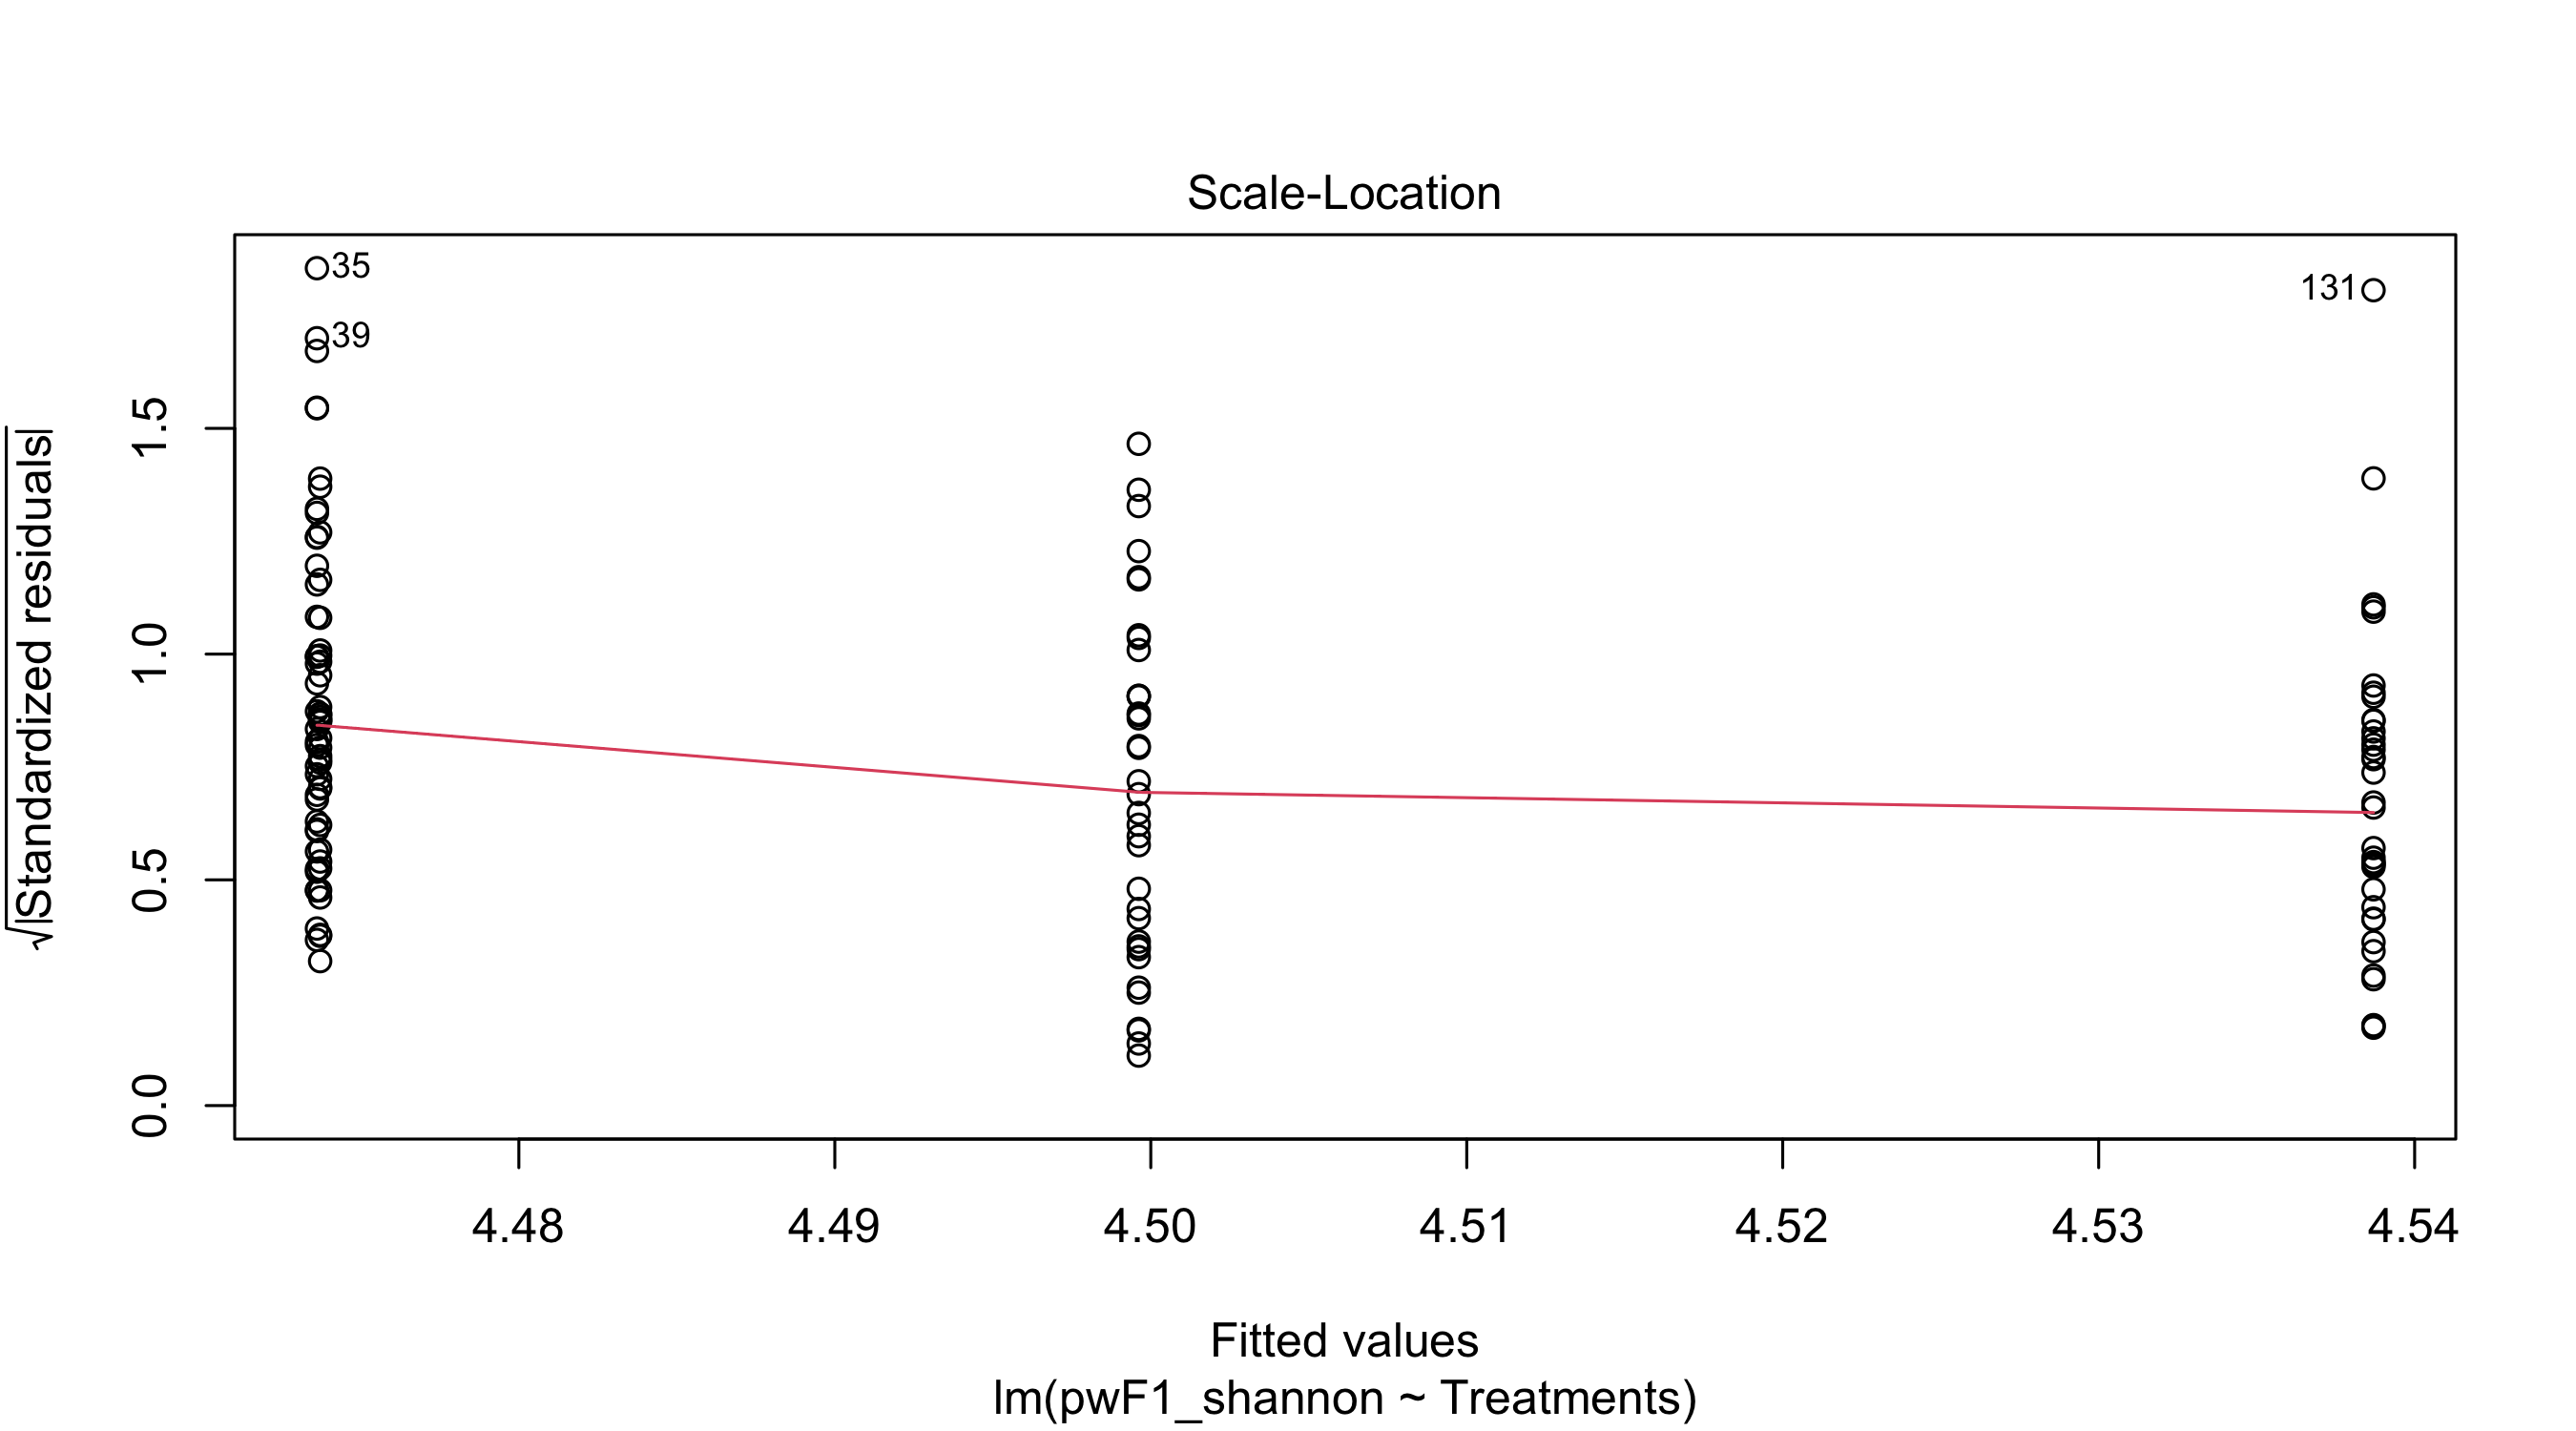 Scale-Location
35
39
131
√|Standardized residuals|
1.5
1.0
0.5
0.0
4.48 4.49 4.50 4.51 4.52 4.53 4.54
Fitted values
lm(pwF1_shannon ~ Treatments)